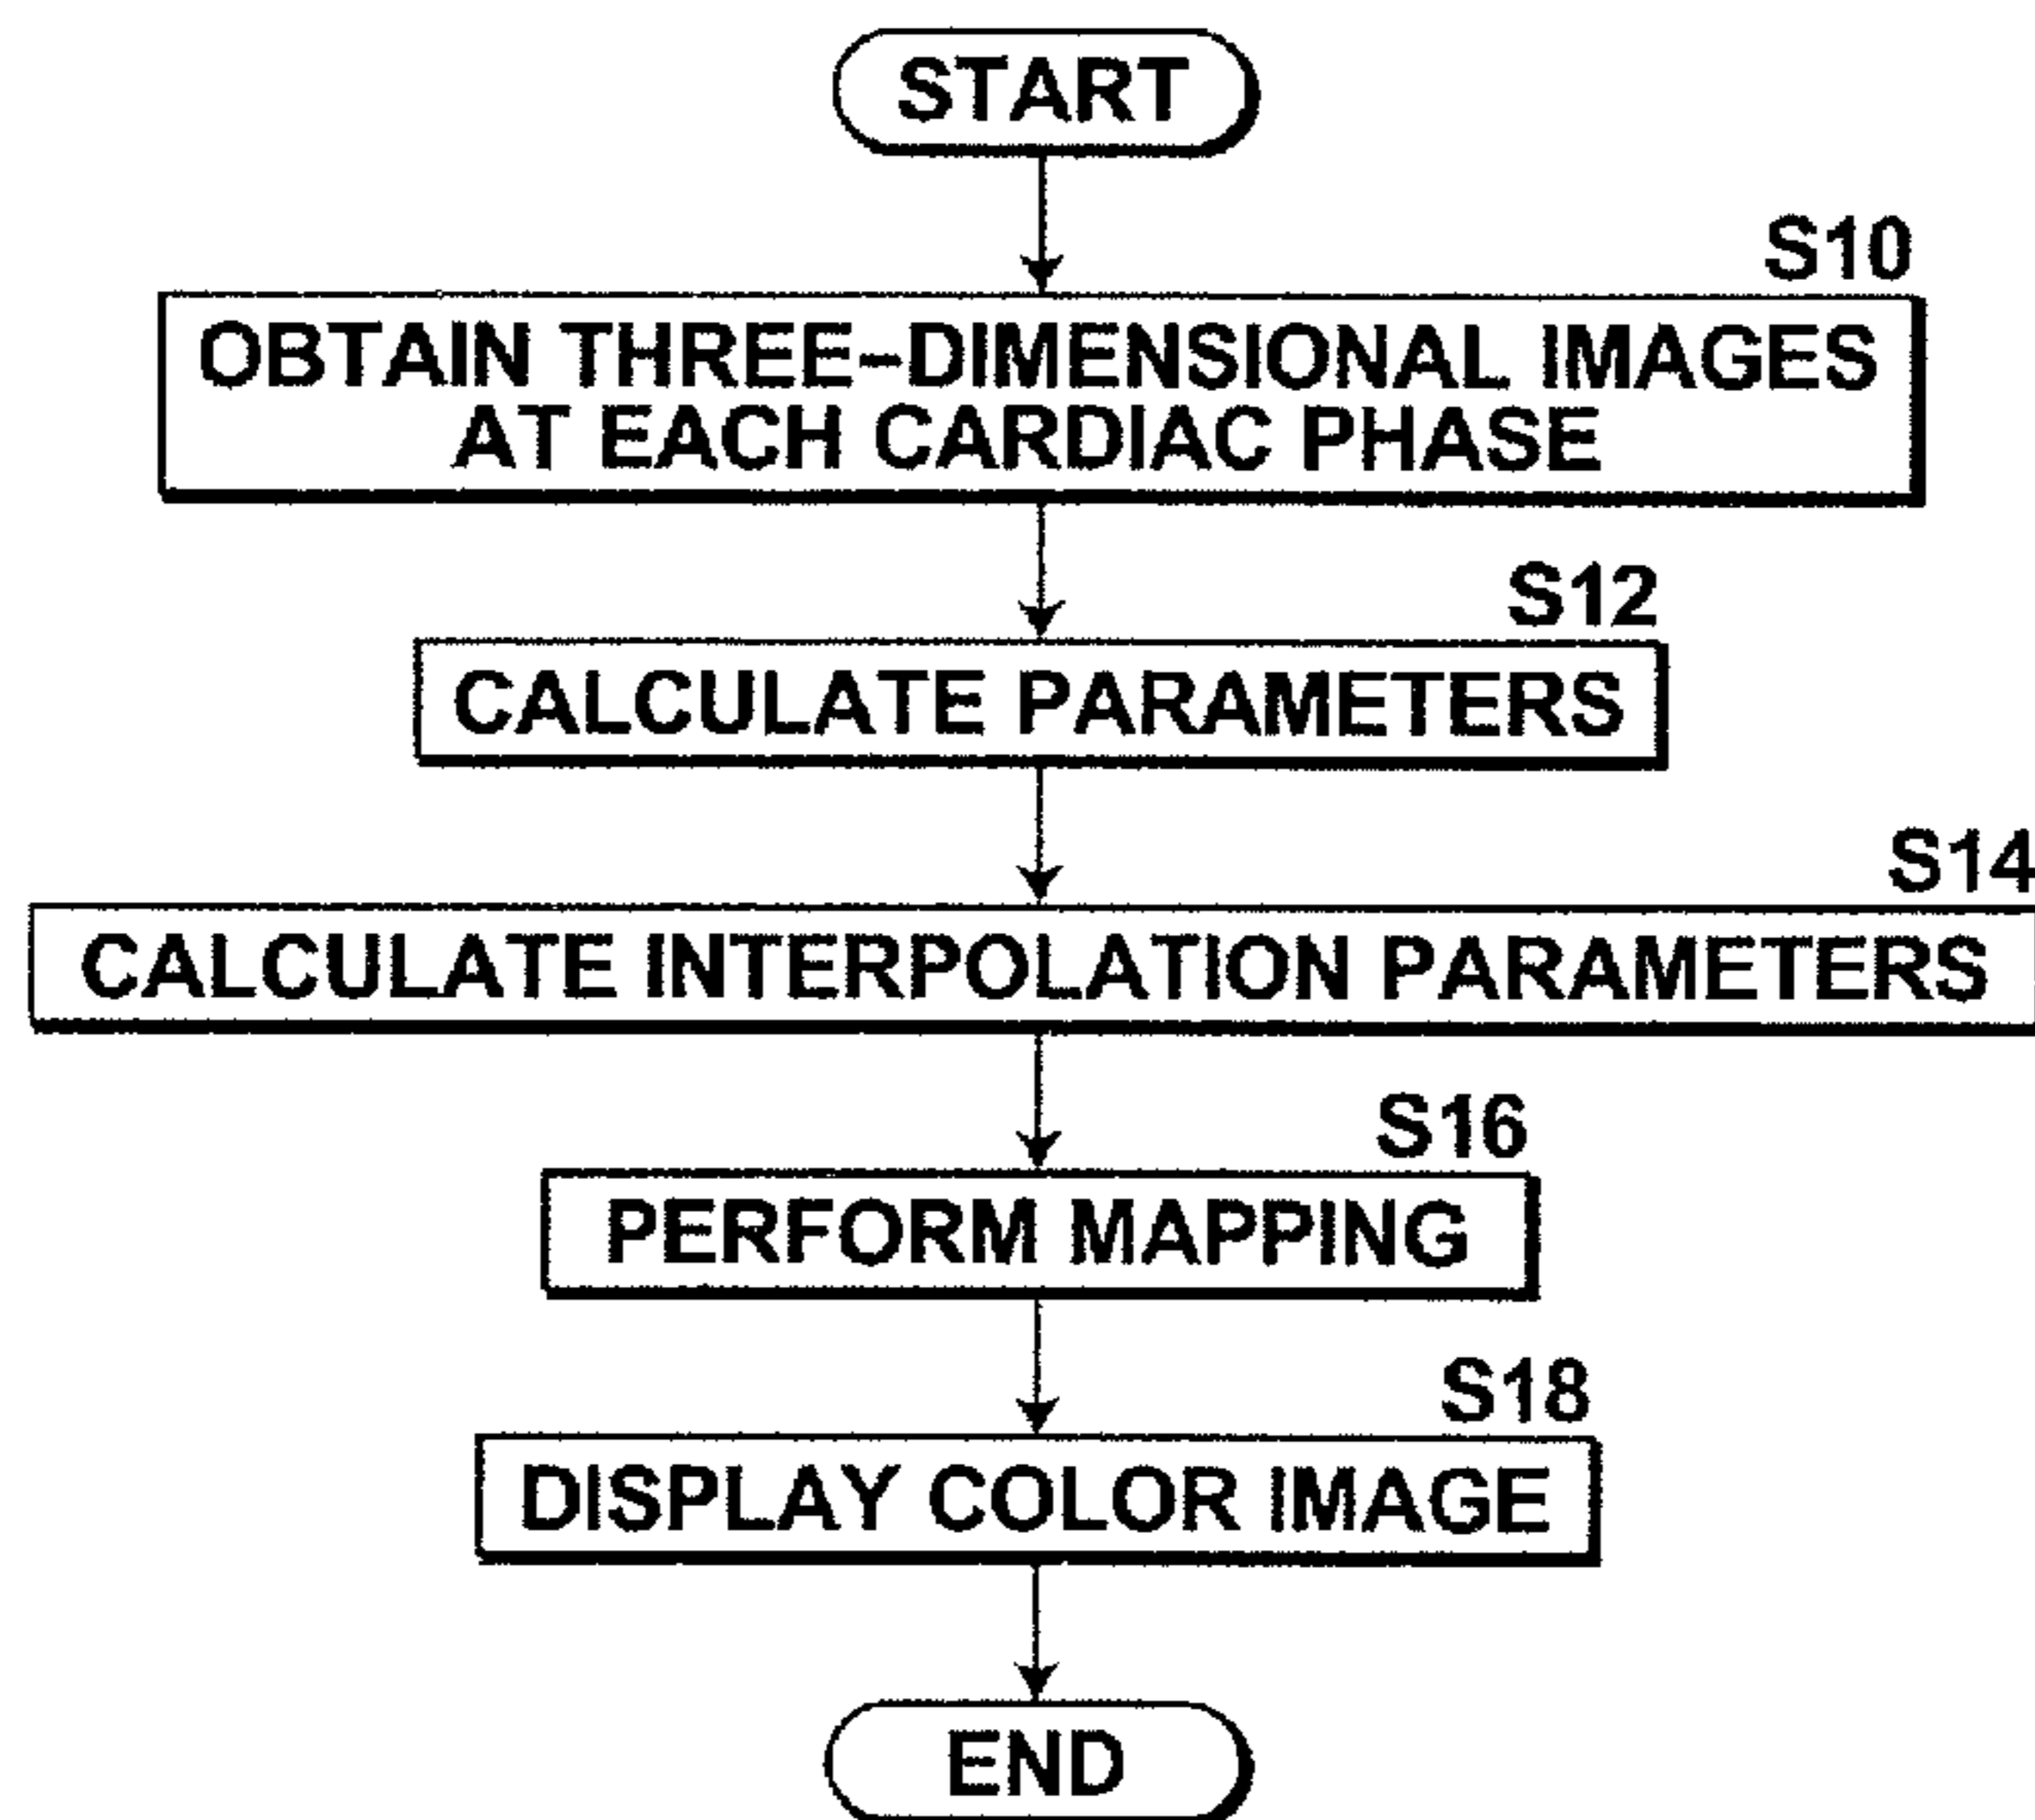 START
S10
OBTAIN THREE-DIMENSIONAL IMAGES
AT EACH CARDIAC PHASE
S12
CALCULATE PARAMETERS
S14
CALCULATE INTERPOLATION PARAMETERS
S16
PERFORM MAPPING
S18
DISPLAY COLOR IMAGE
END